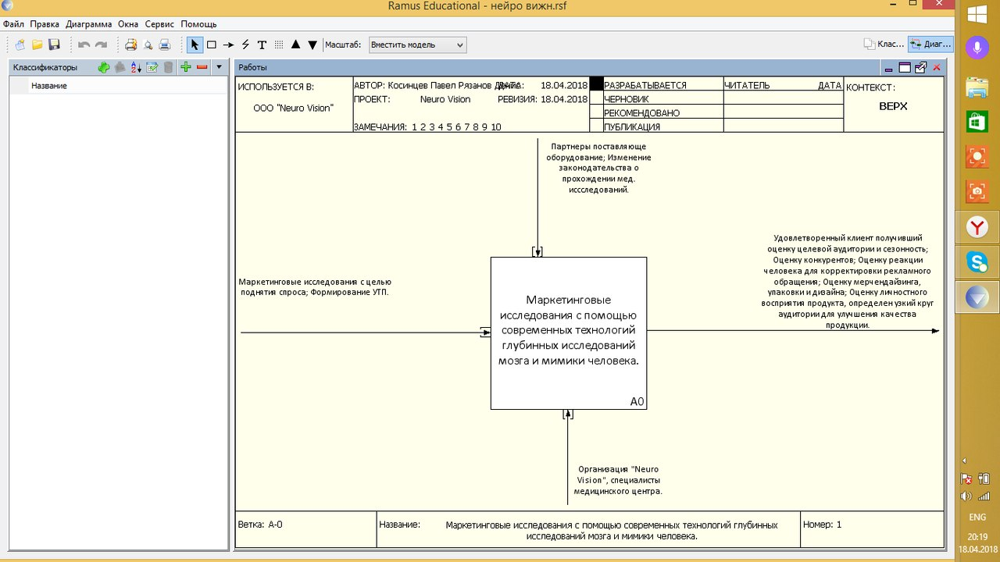 Ramus Educational - нейро вижн.rsf
Файл Правка Диаграмма Окна Сервис Помощь
Масштаб: Вместить модель
Клас... Диаг...
Классификаторы
Название
Работы
ИСПОЛЬЗУЕТСЯ В:
ООО "Neuro Vision"
АВТОР: Косинцев Павел Рязанов Денис ДАТА: 18.04.2018
ПРОЕКТ: Neuro Vision РЕВИЗИЯ: 18.04.2018
ЗАМЕЧАНИЯ: 1 2 3 4 5 6 7 8 9 10
РАЗРАБАТЫВАЕТСЯ
ЧЕРНОВИК
РЕКОМЕНДОВАНО
ПУБЛИКАЦИЯ
ЧИТАТЕЛЬ ДАТА
КОНТЕКСТ:
ВЕРХ
Партнеры поставляюще
оборудование; Изменение
законодательства о
прохождении мед.
иссследований.
Маркетинговые исследования с целью
поднятия спроса; Формирование УТП.
Маркетинговые
исследования с помощью
современных технологий
глубинных исследований
мозга и мимики человека.
A0
Удовлетворенный клиент получивший
оценку целевой аудитории и сезонность;
Оценку конкурентов; Оценку реакции
человека для корректировки рекламного
обращения; Оценку мерчендайзинга,
упаковки и дизайна; Оценку личностного
восприятия продукта, определен узкий круг
аудитории для улучшения качества
продукции.
Организация "Neuro
Vision", специалисты
медицинского центра.
Ветка: A-0
Название: Маркетинговые исследования с помощью современных технологий глубинных
исследований мозга и мимики человека.
Номер: 1
ENG
20:19
18.04.2018